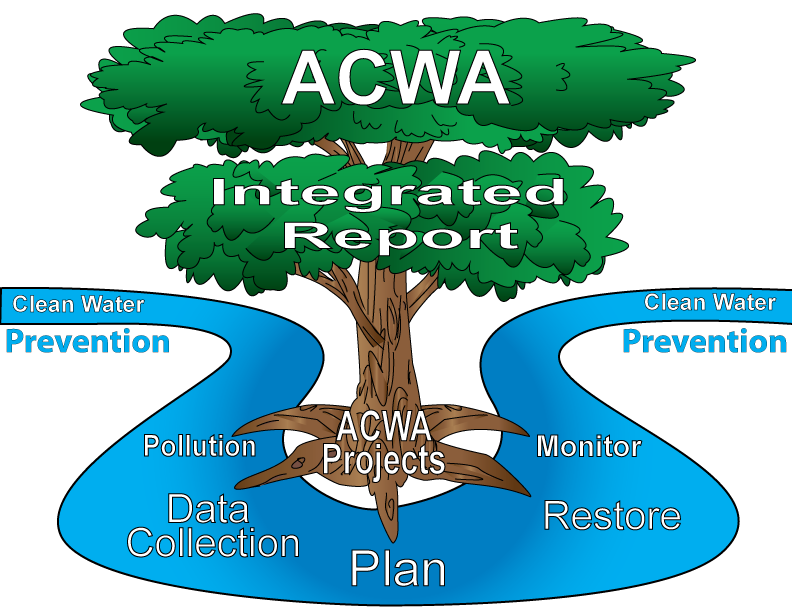 ACWA
Integrated
Report
Clean Water
Clean Water
Prevention
Prevention
ACWA
Projects
Pollution
Monitor
Data
Collection
Restore
Plan